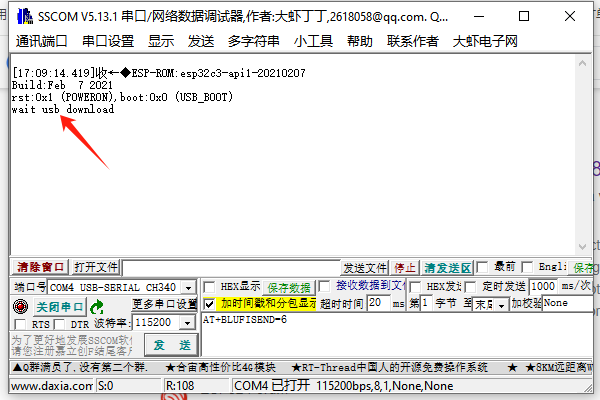 SSCOM V5.13.1 串口/网络数据调试器,作者:大虾丁丁,2618058@qq.com. Q...
通讯端口 串口设置 显示 发送 多字符串 小工具 帮助 联系作者 大虾电子网
[17:09:14.419]收←◆ESP-ROM:esp32c3-api1-20210207
Build:Feb 7 2021
rst:0x1 (POWERON),boot:0x0 (USB_BOOT)
wait usb download
清除窗口 打开文件 发送文件 停止 清发送区 最前 Engli 保存
端口号 COM4 USB-SERIAL CH340 HEX显示 保存数据 接收数据到文 HEX发 定时发送 1000 ms/次
关闭串口 更多串口设置 加时间戳和分包显示 超时时间 20 ms 第1 字节 至 末 加校验 None
RTS DTR 波特率: 115200 AT+BLUFISEND=6
为了更好地发展SSCOM软件
请您注册嘉立创F结尾客户 发 送
▲Q群满员了,没有第二个群. ★合宙高性价比4G模块 ★RT-Thread中国人的开源免费操作系统 ★ ★8KM远距离W
www.daxia. S:0 R:108 COM4 已打开 115200bps,8,1,None,None